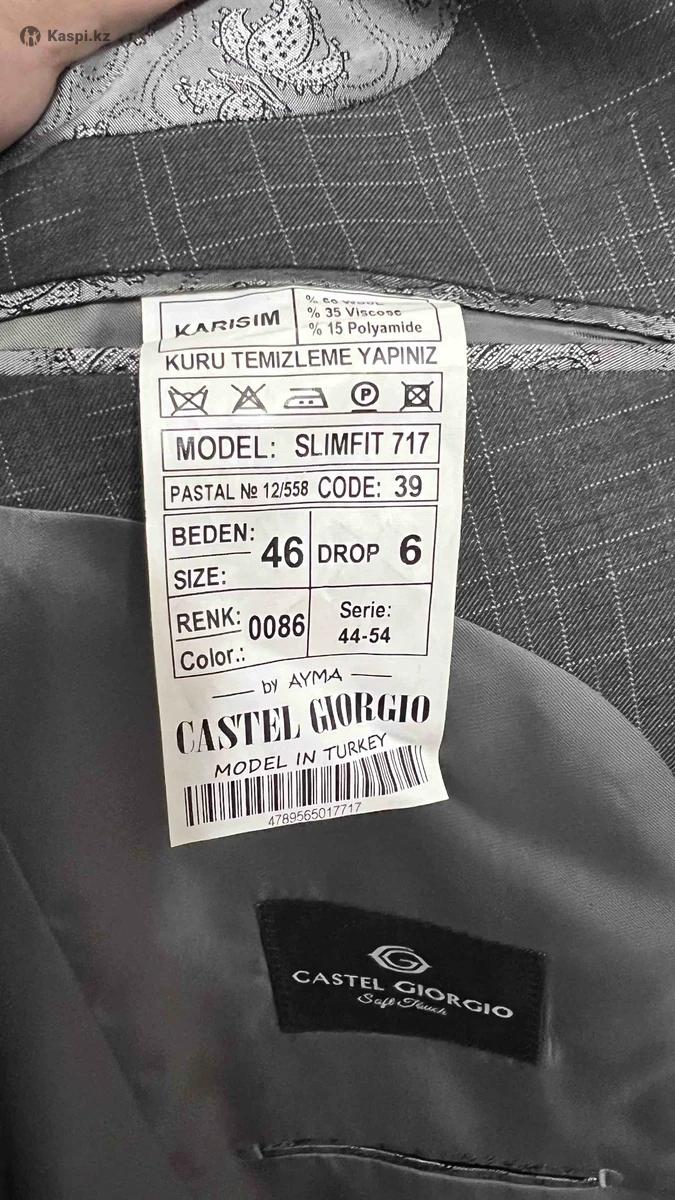 Kaspi.kz
KARISIM
% 35 Viscose
% 15 Polyamide
KURU TEMIZLEME YAPINIZ
P
MODEL: SLIMFIT 717
PASTAL № 12/558 CODE: 39
BEDEN:
SIZE:
46
DROP 6
RENK:
Color.:
0086
Serie:
44-54
by AYMA
CASTEL GIORGIO
MODEL IN TURKEY
4789565017717
CASTEL GIORGIO
Soft Touch